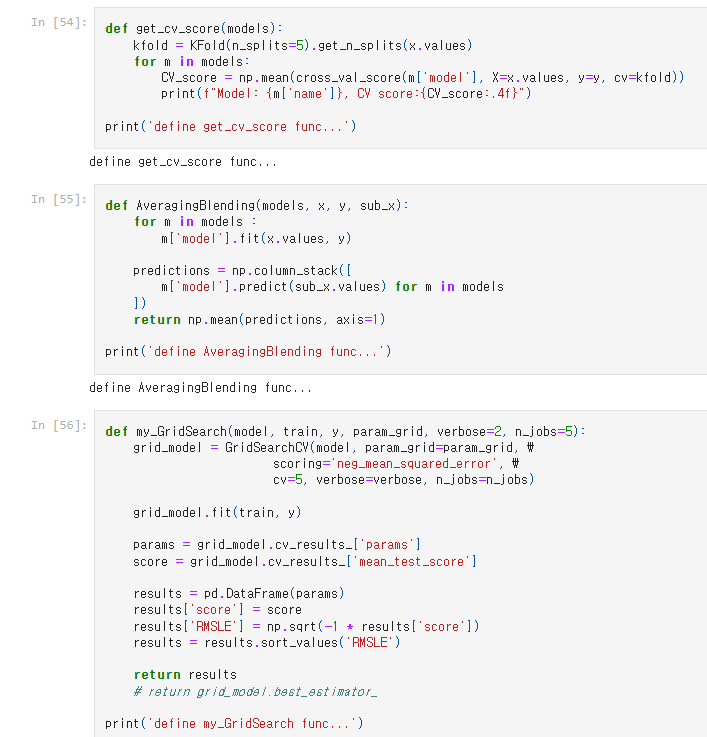 In [54]:
def get_cv_score(models):
    kfold = KFold(n_splits=5).get_n_splits(x.values)
    for m in models:
        CV_score = np.mean(cross_val_score(m['model'], X=x.values, y=y, cv=kfold))
        print(f"Model: {m['name']}, CV score:{CV_score:.4f}")

print('define get_cv_score func...')
define get_cv_score func...
In [55]:
def AveragingBlending(models, x, y, sub_x):
    for m in models :
        m['model'].fit(x.values, y)

    predictions = np.column_stack([
        m['model'].predict(sub_x.values) for m in models
    ])
    return np.mean(predictions, axis=1)

print('define AveragingBlending func...')
define AveragingBlending func...
In [56]:
def my_GridSearch(model, train, y, param_grid, verbose=2, n_jobs=5):
    grid_model = GridSearchCV(model, param_grid=param_grid, ₩
                        scoring='neg_mean_squared_error', ₩
                        cv=5, verbose=verbose, n_jobs=n_jobs)

    grid_model.fit(train, y)

    params = grid_model.cv_results_['params']
    score = grid_model.cv_results_['mean_test_score']

    results = pd.DataFrame(params)
    results['score'] = score
    results['RMSLE'] = np.sqrt(-1 * results['score'])
    results = results.sort_values('RMSLE')

    return results
    # return grid_model.best_estimator_

print('define my_GridSearch func...')